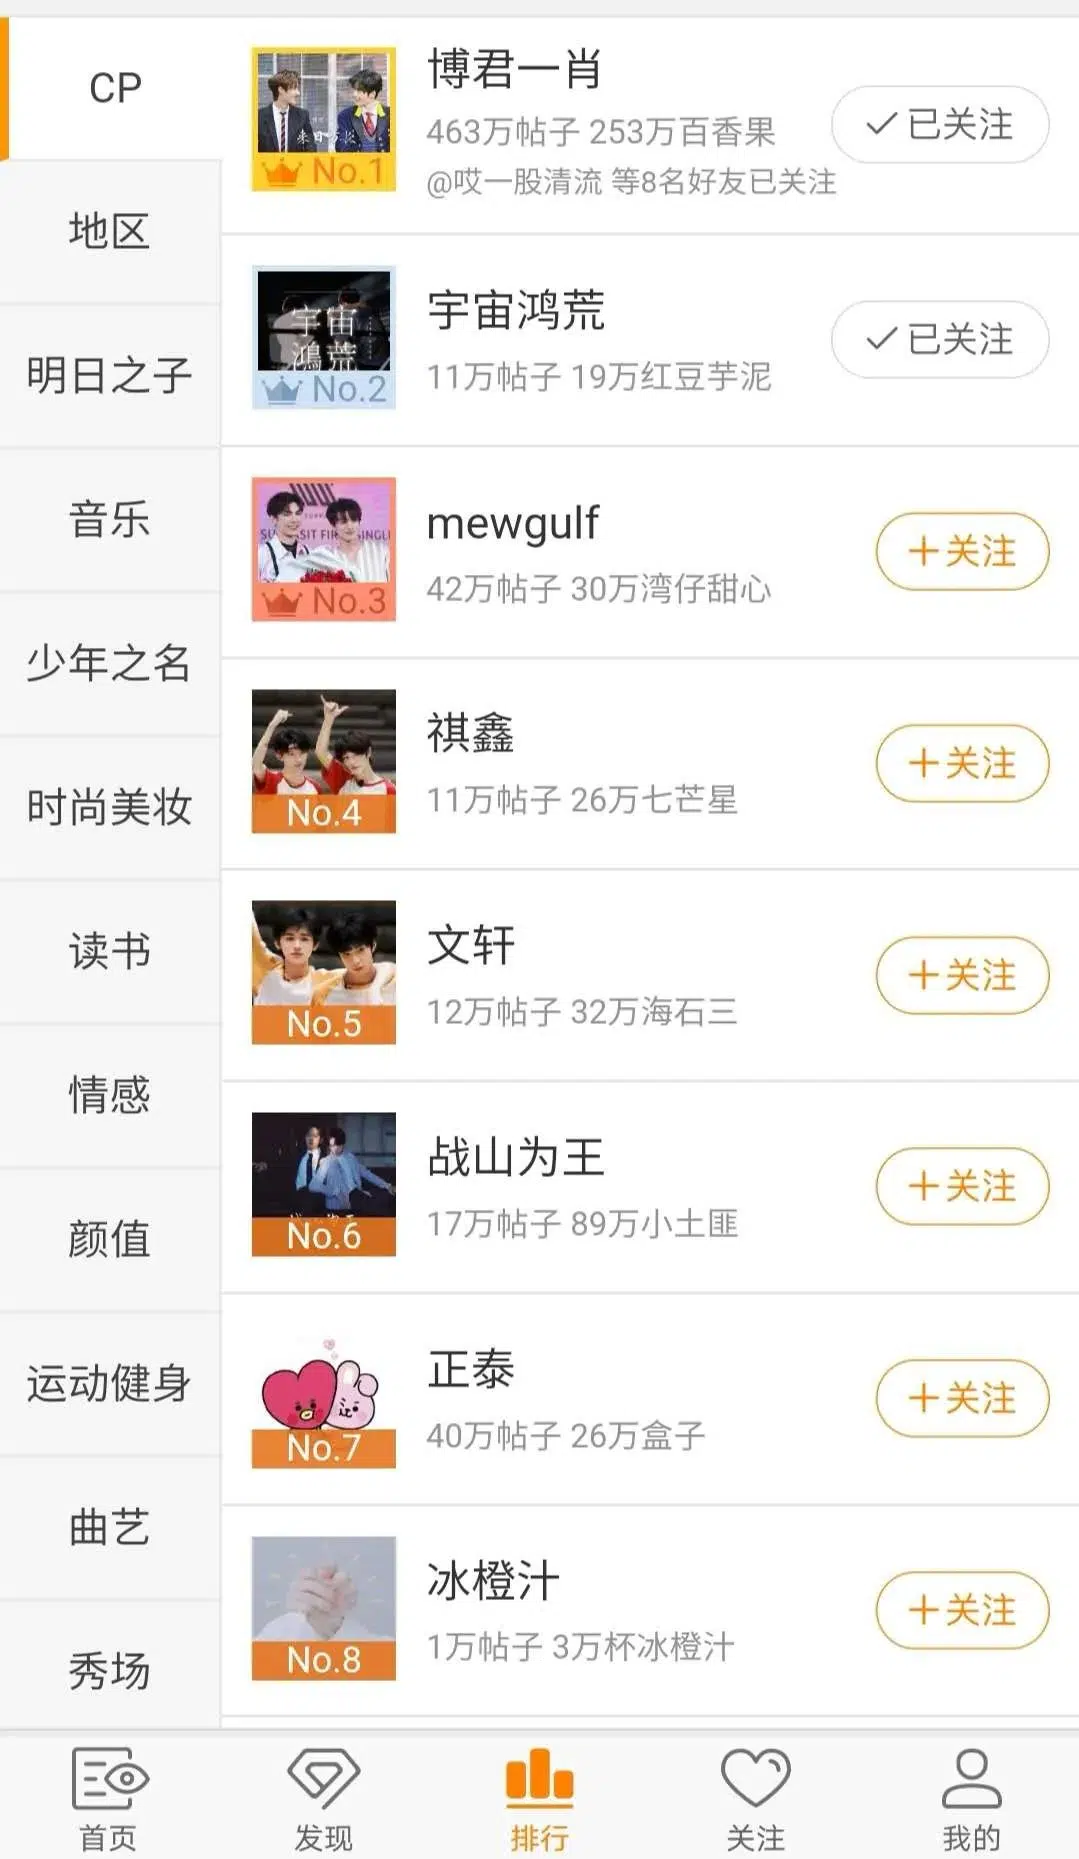 CP
地区
明日之子
音乐
少年之名
时尚美妆
读书
情感
颜值
运动健身
曲艺
秀场
博君一肖
463万帖子 253万百香果
@哎一股清流 等8名好友已关注
已关注
No.1
宇宙鸿荒
11万帖子 19万红豆芋泥
已关注
宇宙
鴻荒
No.2
mewgulf
42万帖子 30万湾仔甜心
+关注
No.3
祺鑫
11万帖子 26万七芒星
+关注
No.4
文轩
12万帖子 32万海石三
+关注
No.5
战山为王
17万帖子 89万小土匪
+关注
No.6
正泰
40万帖子 26万盒子
+关注
No.7
冰橙汁
1万帖子 3万杯冰橙汁
+关注
No.8
首页
发现
排行
关注
我的